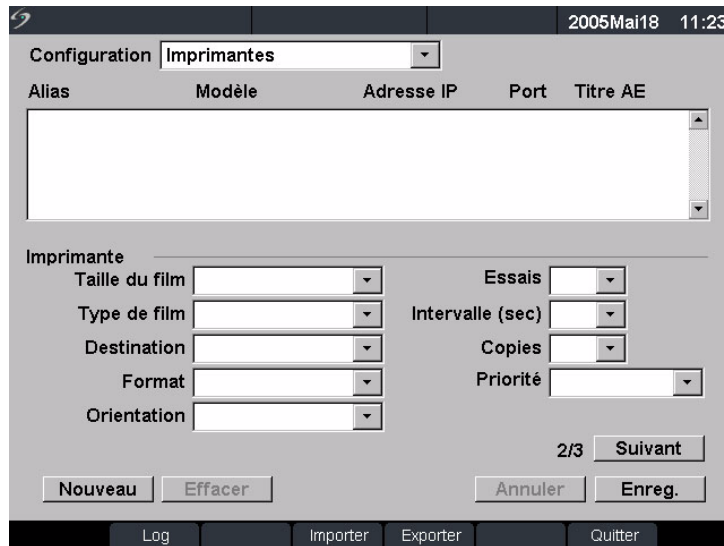 2005Mai18 11:23
Configuration Imprimantes
Alias Modèle Adresse IP Port Titre AE
Imprimante
Taille du film Essais
Type de film Intervalle (sec)
Destination Copies
Format Priorité
Orientation
2/3 Suivant
Nouveau Effacer Annuler Enreg.
Log Importer Exporter Quitter